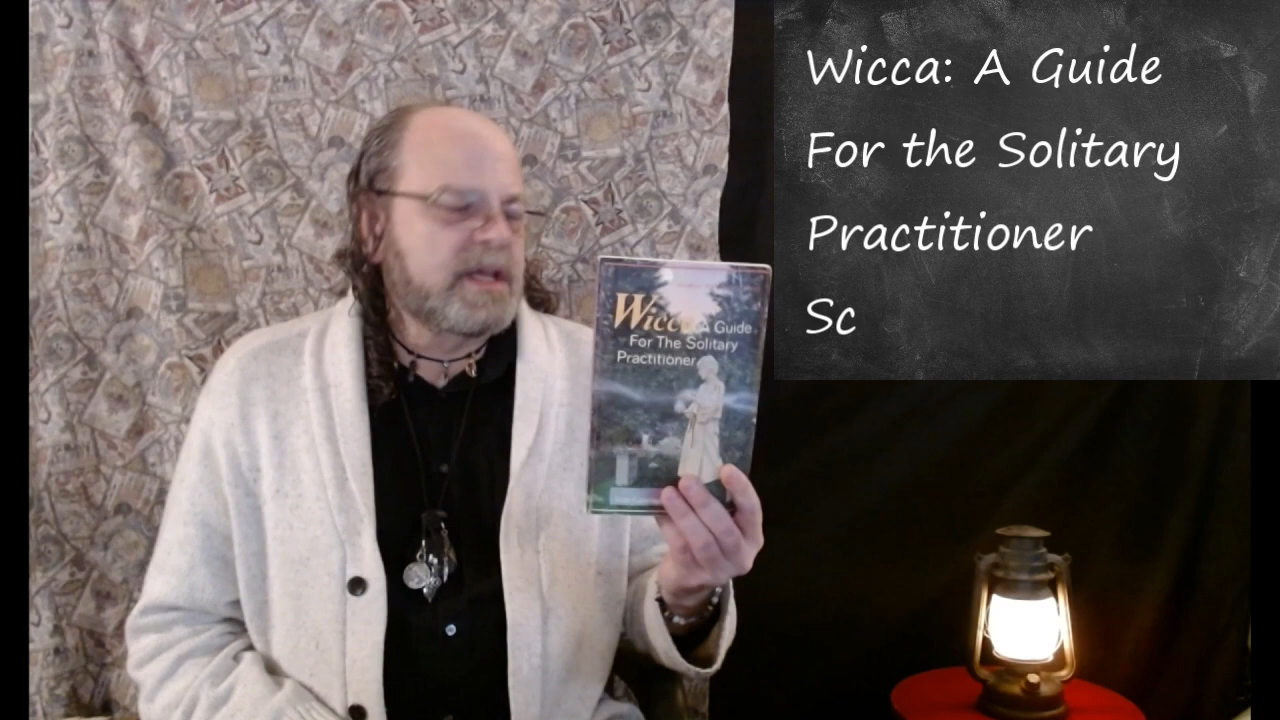 Wicca: A Guide
For the Solitary
Practitioner
Sc
Wicca A Guide
For The Solitary
Practitioner